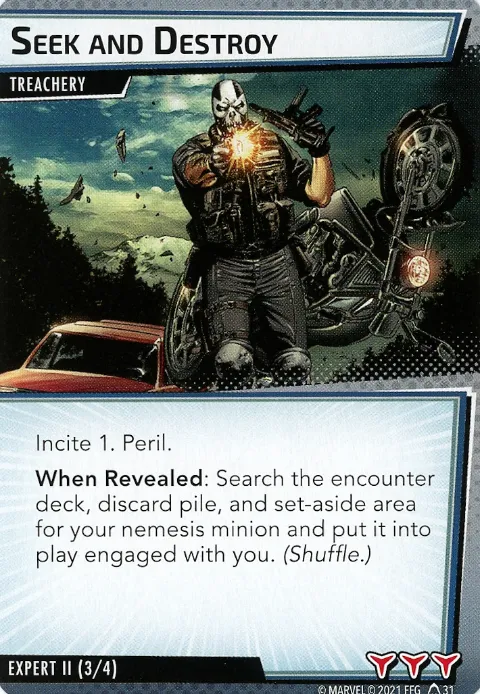 SEEK AND DESTROY
TREACHERY
Incite 1. Peril.
When Revealed: Search the encounter
deck, discard pile, and set-aside area
for your nemesis minion and put it into
play engaged with you. (Shuffle.)
EXPERT II (3/4)
© MARVEL © 2021 FFG 31